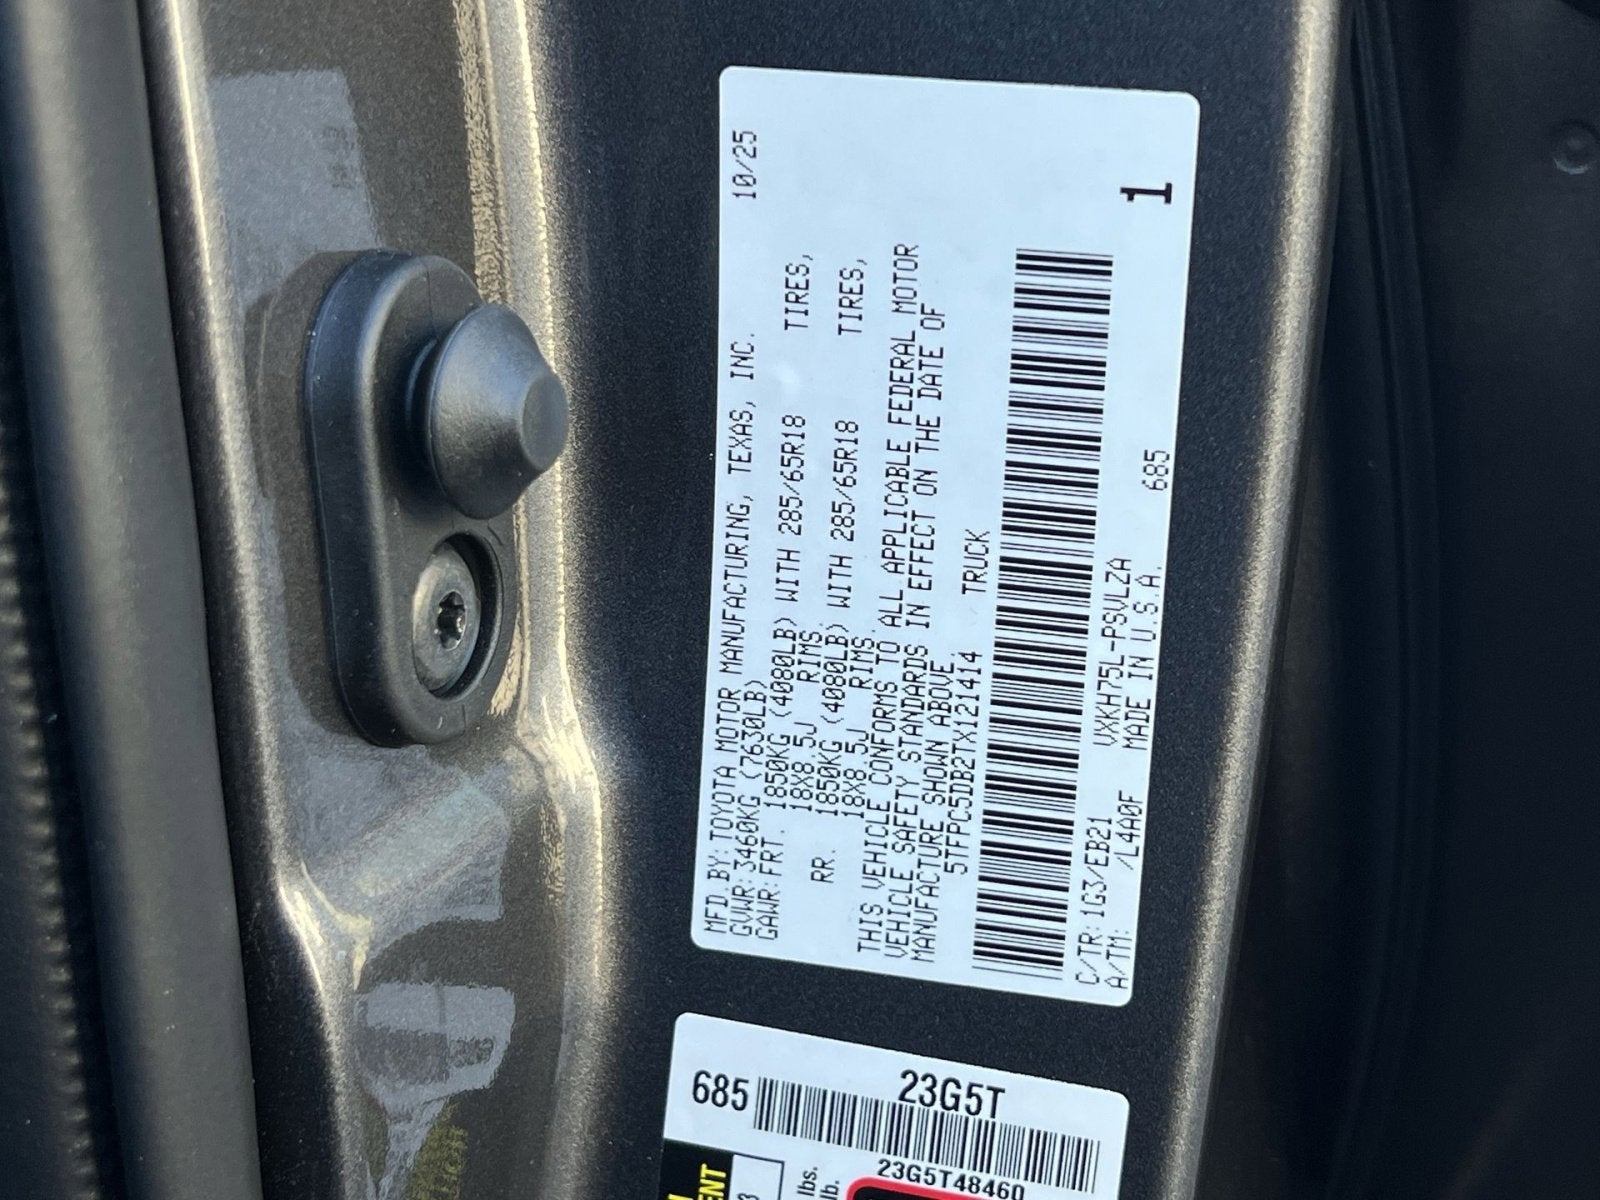 10/25
MFD.BY:TOYOTA MOTOR MANUFACTURING, TEXAS, INC.
GVWR:3460KG (7630LB)
GAWR:FRT. 1850KG (4080LB) WITH 285/65R18 TIRES,
18X8.5J RIMS.
RR. 1850KG (4080LB) WITH 285/65R18 TIRES,
18X8.5J RIMS.
THIS VEHICLE CONFORMS TO ALL APPLICABLE FEDERAL MOTOR
VEHICLE SAFETY STANDARDS IN EFFECT ON THE DATE OF
MANUFACTURE SHOWN ABOVE.
5TFPC5DB2TX121414 TRUCK
C/TR:1G3/EB21 VXKH75L-PSVLZA 685
A/TM: /L4A0F MADE IN U.S.A.
1
685
23G5T
23G5T48460
lbs.